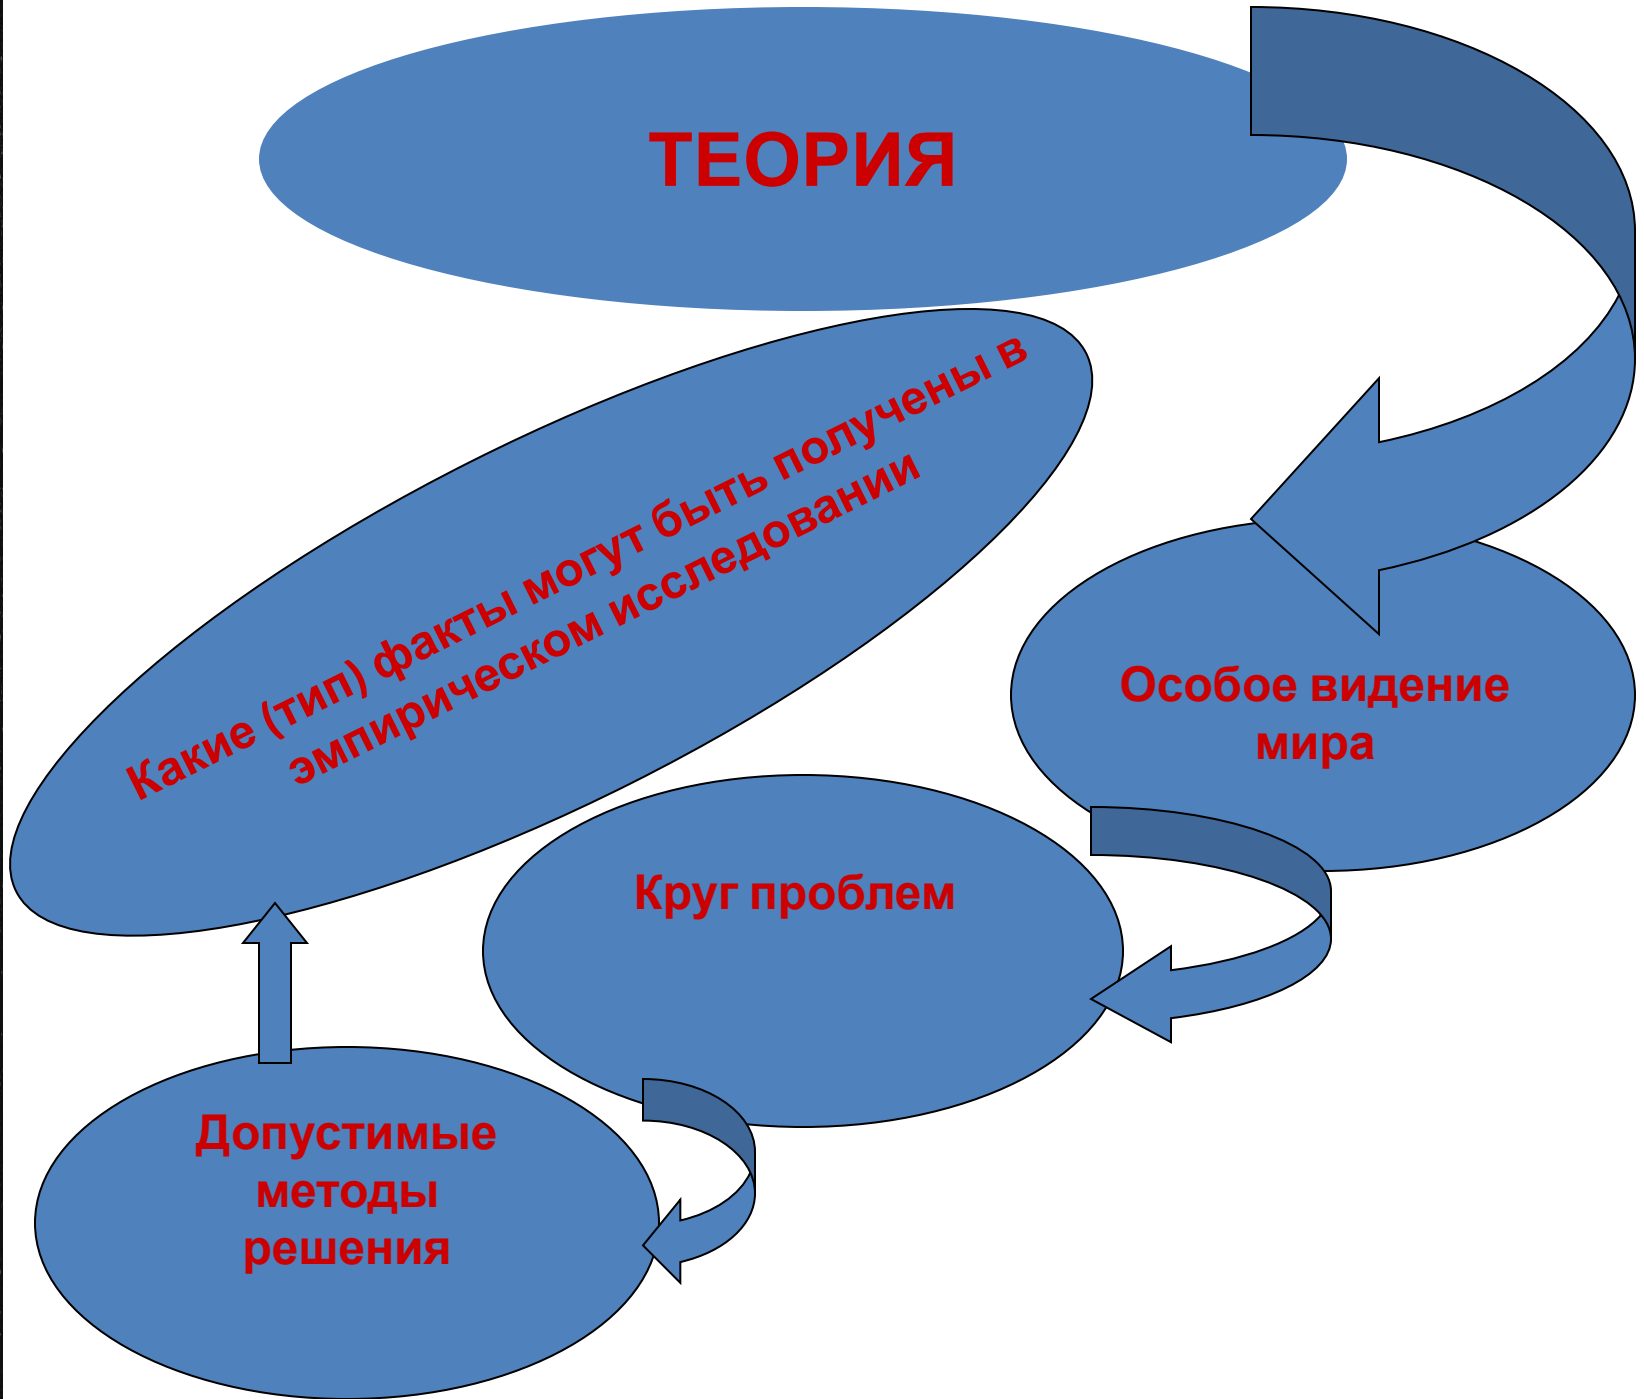 ТЕОРИЯ
Какие (тип) факты могут быть получены в
эмпирическом исследовании
Особое видение
мира
Круг проблем
Допустимые
методы
решения